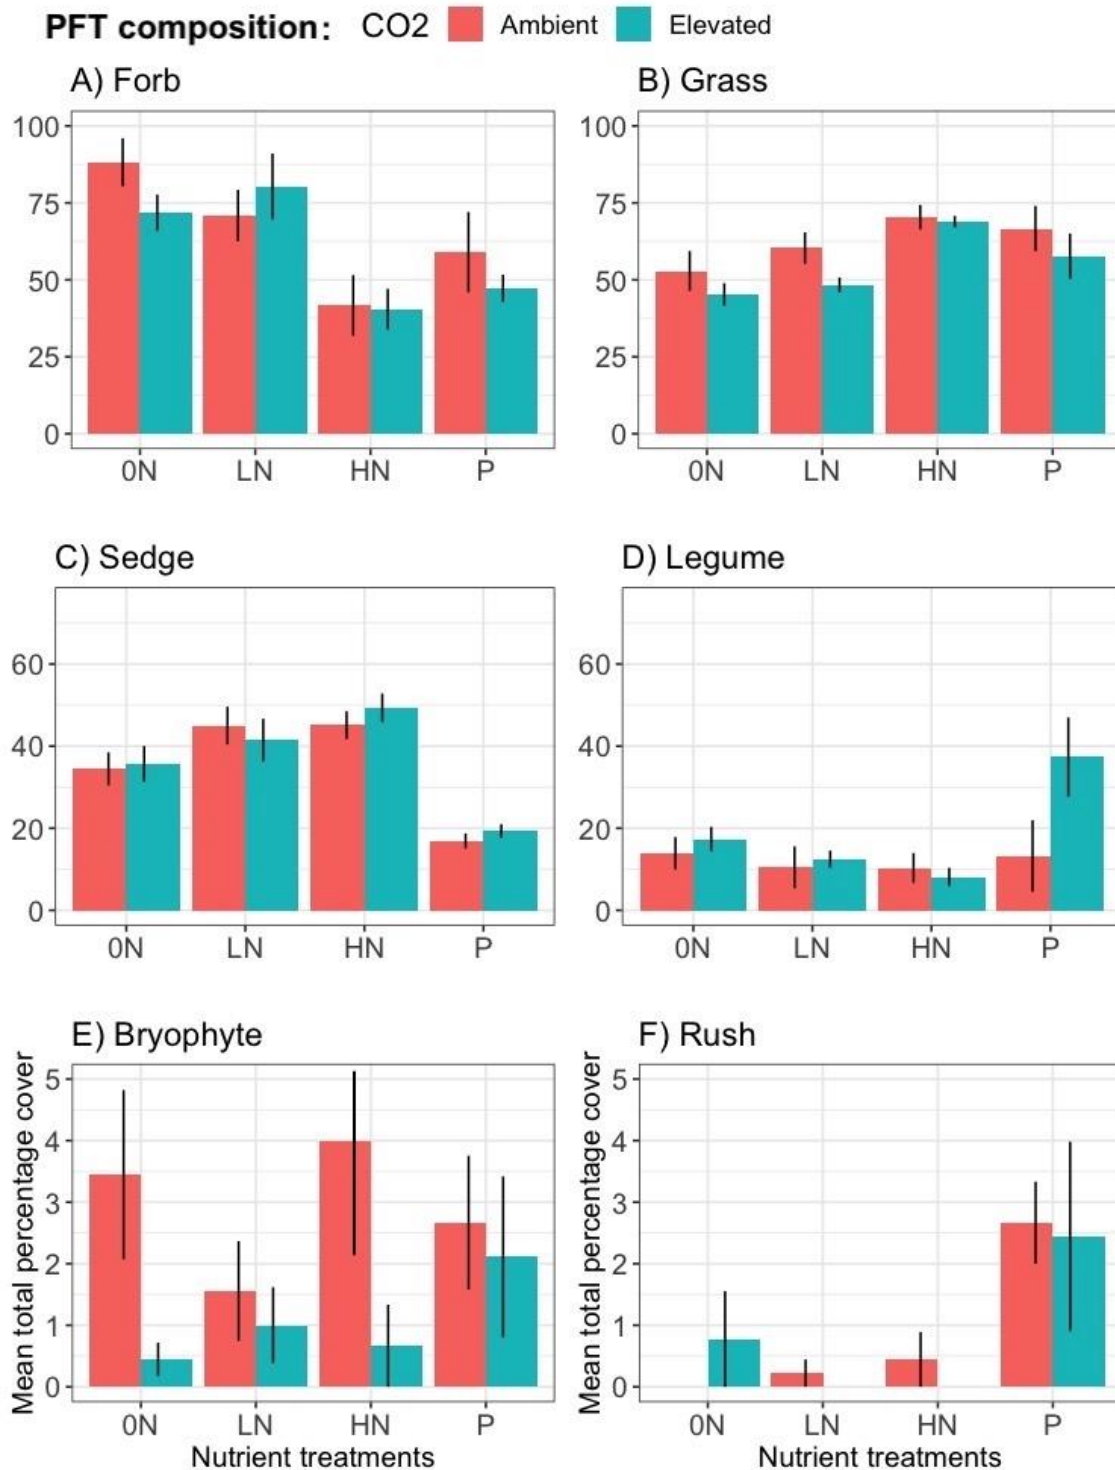 PFT composition: CO2 Ambient Elevated
A) Forb
100
75
50
25
0
0N LN HN P
B) Grass
100
75
50
25
0
0N LN HN P
C) Sedge
60
40
20
0
0N LN HN P
D) Legume
60
40
20
0
0N LN HN P
E) Bryophyte
Mean total percentage cover
5
4
3
2
1
0
0N LN HN P
Nutrient treatments
F) Rush
Mean total percentage cover
5
4
3
2
1
0
0N LN HN P
Nutrient treatments